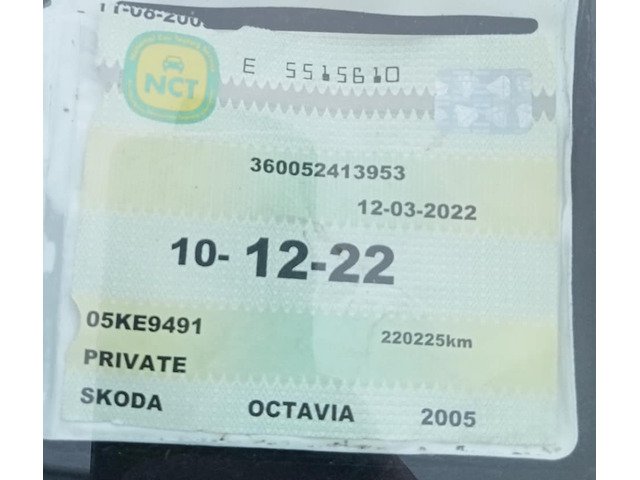 NCT
E 5515610
360052413953
12-03-2022
10-12-22
05KE9491
220225km
PRIVATE
SKODA OCTAVIA 2005